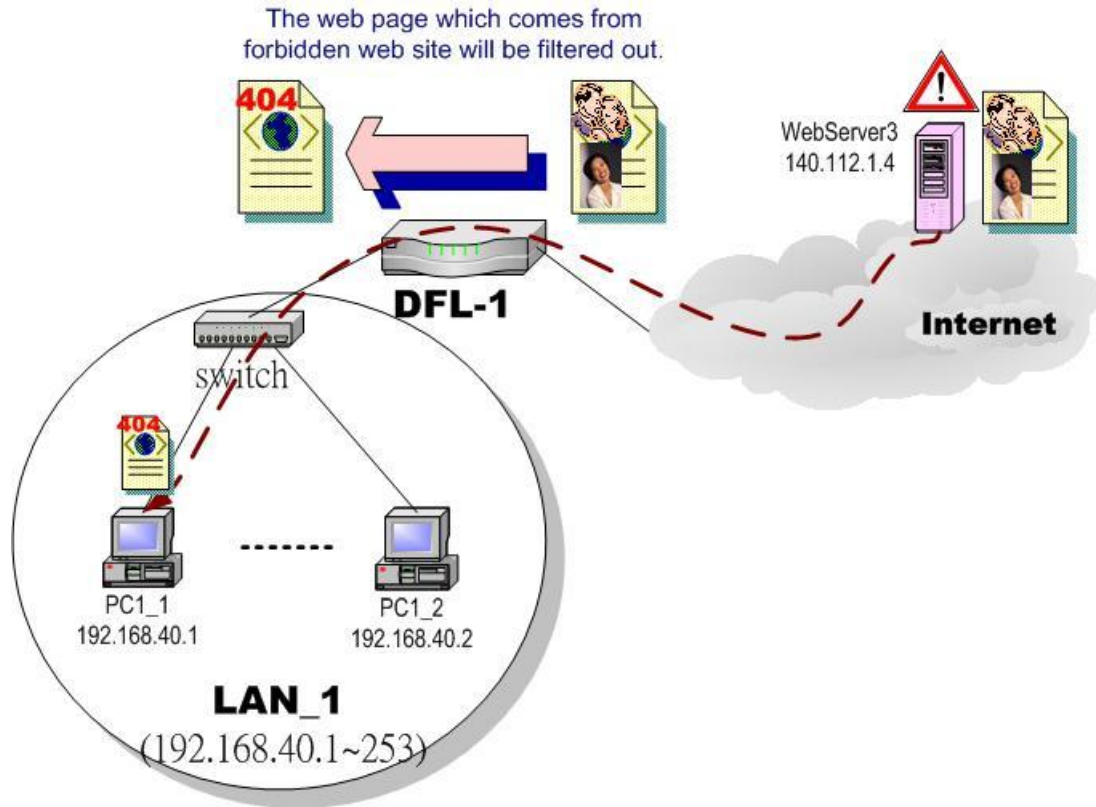 The web page which comes from
forbidden web site will be filtered out.
404
WebServer3
140.112.1.4
DFL-1
Internet
switch
404
PC1_1
192.168.40.1
PC1_2
192.168.40.2
LAN_1
(192.168.40.1~253)